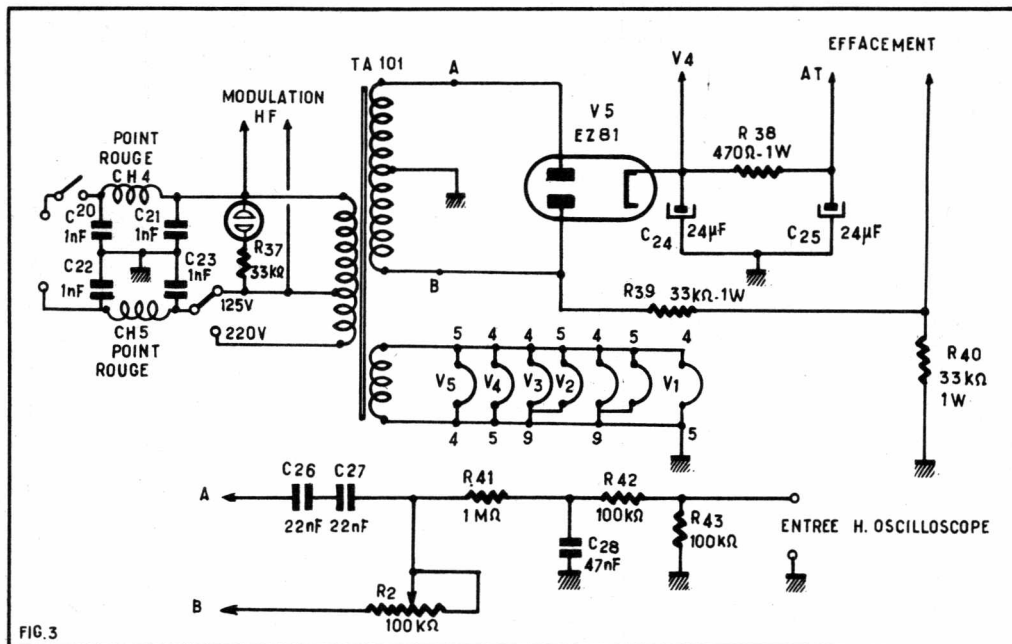 TA 101
A
V4
EFFACEMENT
AT
MODULATION
HF
V5
EZ81
POINT
ROUGE
CH4
R 38
470Ω-1W
C20
1nF
C21
1nF
C22
1nF
C23
1nF
R37
33kΩ
125V
220V
CH5
POINT
ROUGE
C24
24µF
C25
24µF
B
R39 33kΩ-1W
R40
33kΩ
1W
5 4 4 5 4 5 4
V5 V4 V3 V2 V1
4 5 9 9 5
A
C26
22nF
C27
22nF
R41
1MΩ
R42
100kΩ
C28
47nF
R43
100kΩ
ENTREE H. OSCILLOSCOPE
B
R2
100kΩ
FIG.3